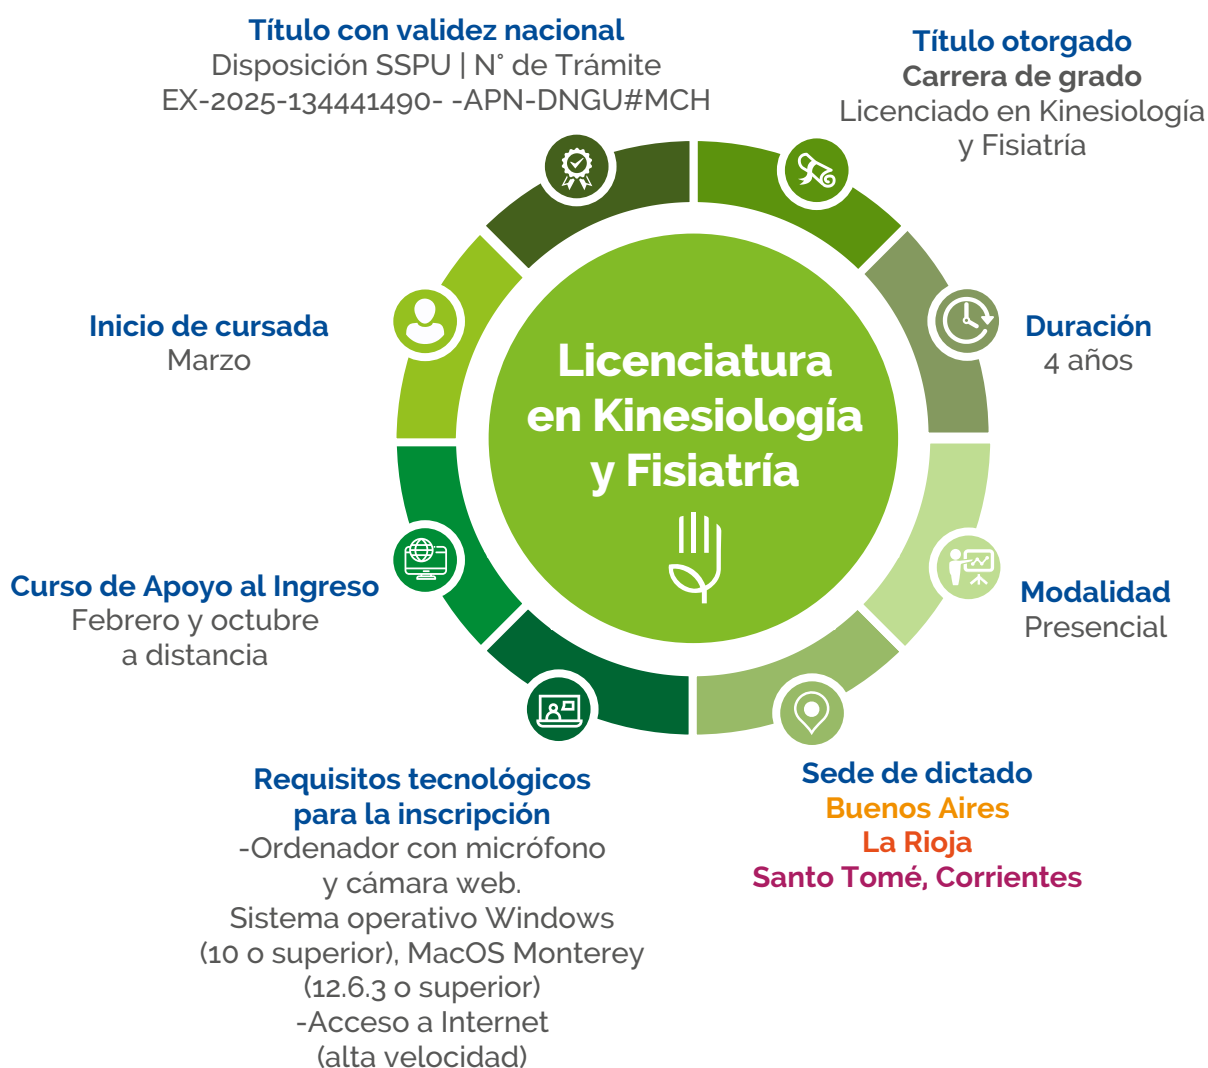 Título con validez nacional
Disposición SSPU | N° de Trámite
EX-2025-134441490- -APN-DNGU#MCH
Título otorgado
Carrera de grado
Licenciado en Kinesiología
y Fisiatría
Inicio de cursada
Marzo
Duración
4 años
Licenciatura
en Kinesiología
y Fisiatría
Curso de Apoyo al Ingreso
Febrero y octubre
a distancia
Modalidad
Presencial
Requisitos tecnológicos
para la inscripción
-Ordenador con micrófono
y cámara web.
Sistema operativo Windows
(10 o superior), MacOS Monterey
(12.6.3 o superior)
-Acceso a Internet
(alta velocidad)
Sede de dictado
Buenos Aires
La Rioja
Santo Tomé, Corrientes